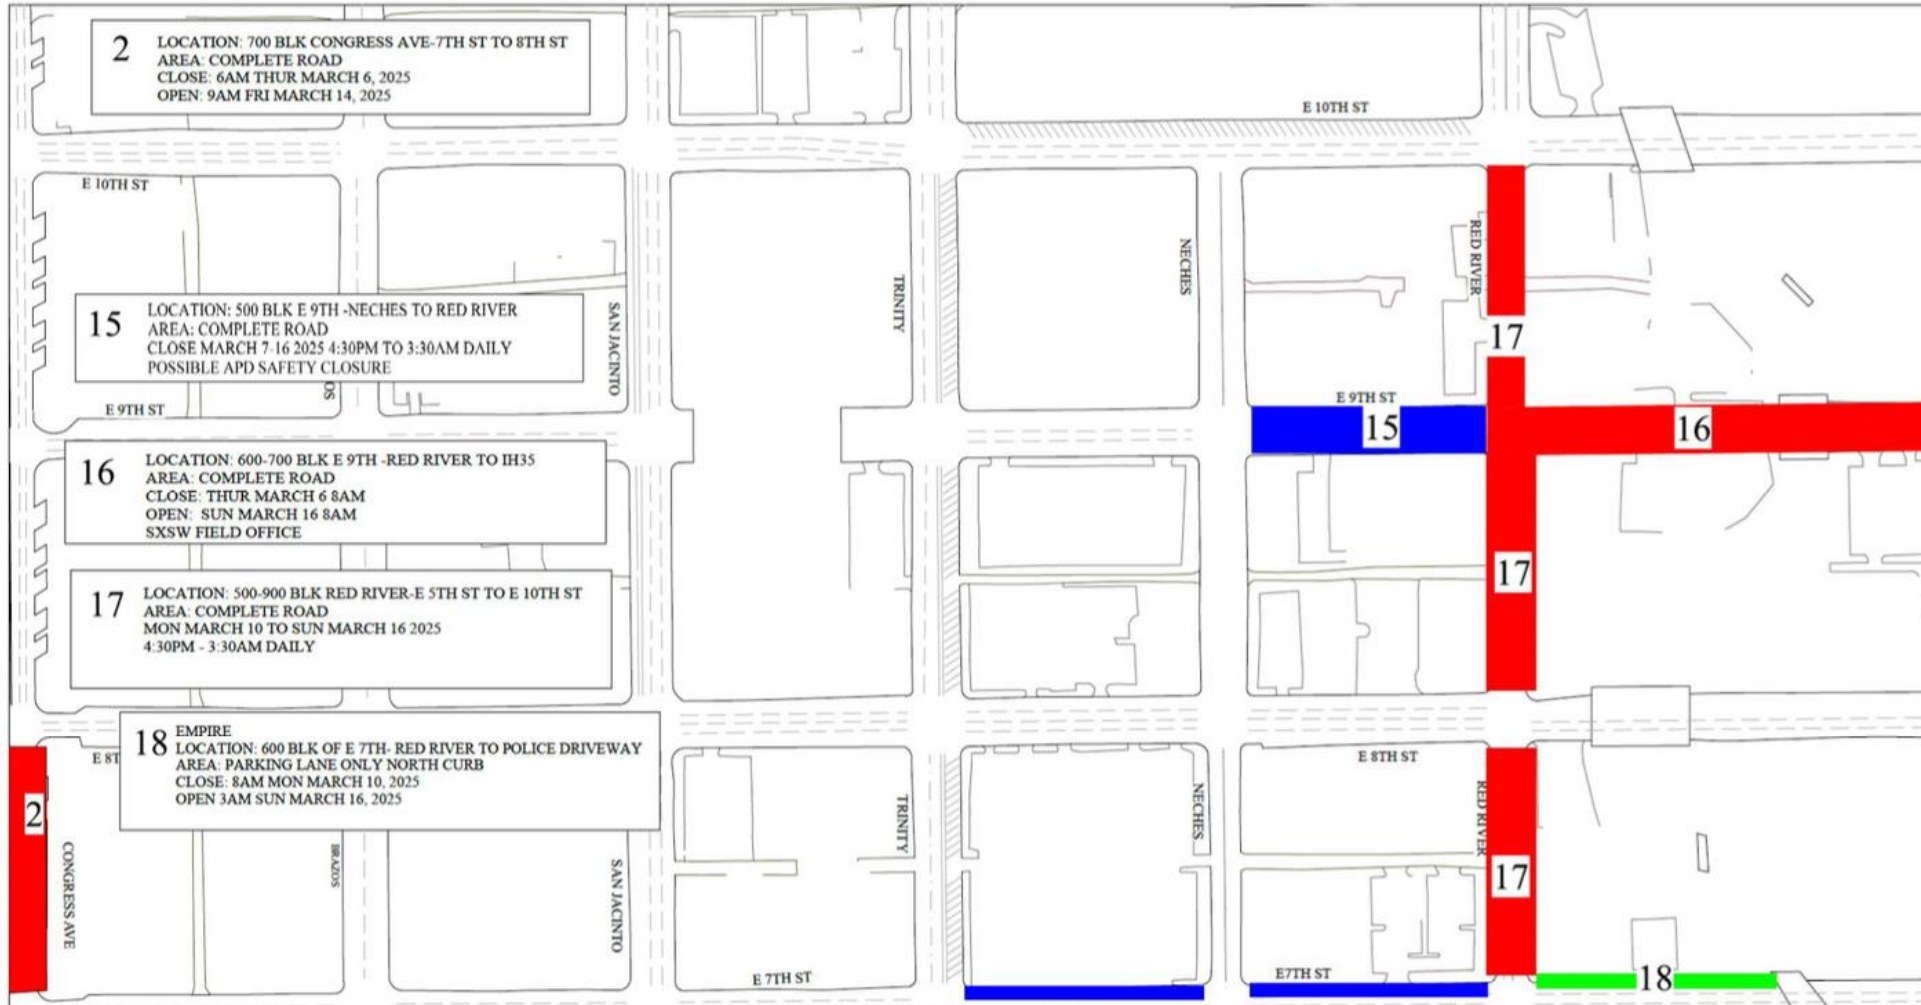 2
LOCATION: 700 BLK CONGRESS AVE-7TH ST TO 8TH ST
AREA: COMPLETE ROAD
CLOSE: 6AM THUR MARCH 6, 2025
OPEN: 9AM FRI MARCH 14, 2025
E 10TH ST
E 10TH ST
15
LOCATION: 500 BLK E 9TH -NECHES TO RED RIVER
AREA: COMPLETE ROAD
CLOSE MARCH 7-16 2025 4:30PM TO 3:30AM DAILY
POSSIBLE APD SAFETY CLOSURE
OS
SAN JACINTO
TRINITY
NECHES
RED RIVER
17
E 9TH ST
E 9TH ST
15
16
16
LOCATION: 600-700 BLK E 9TH -RED RIVER TO IH35
AREA: COMPLETE ROAD
CLOSE: THUR MARCH 6 8AM
OPEN: SUN MARCH 16 8AM
SXSW FIELD OFFICE
17
LOCATION: 500-900 BLK RED RIVER-E 5TH ST TO E 10TH ST
AREA: COMPLETE ROAD
MON MARCH 10 TO SUN MARCH 16 2025
4:30PM - 3:30AM DAILY
17
18
EMPIRE
LOCATION: 600 BLK OF E 7TH- RED RIVER TO POLICE DRIVEWAY
AREA: PARKING LANE ONLY NORTH CURB
CLOSE: 8AM MON MARCH 10, 2025
OPEN 3AM SUN MARCH 16, 2025
E 8T
E 8TH ST
2
CONGRESS AVE
BRAZOS
SAN JACINTO
TRINITY
NECHES
RED RIVER
17
E 7TH ST
E7TH ST
18